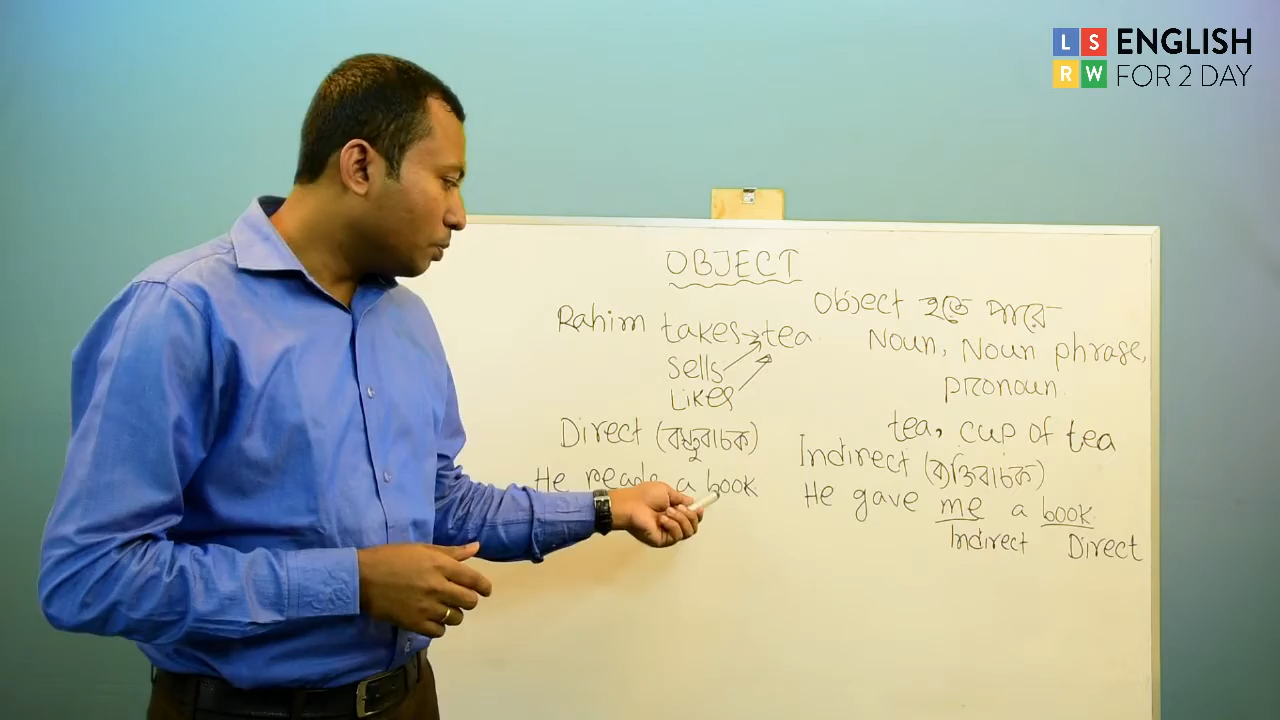 L S ENGLISH
R W FOR 2 DAY
OBJECT
Rahim takes → tea
sells
Likes
Direct (বস্তুবাচক)
He reads a book
Object হতে পারে
Noun, Noun phrase,
pronoun.
tea, cup of tea
Indirect (ব্যক্তিবাচক)
He gave me a book.
Indirect Direct